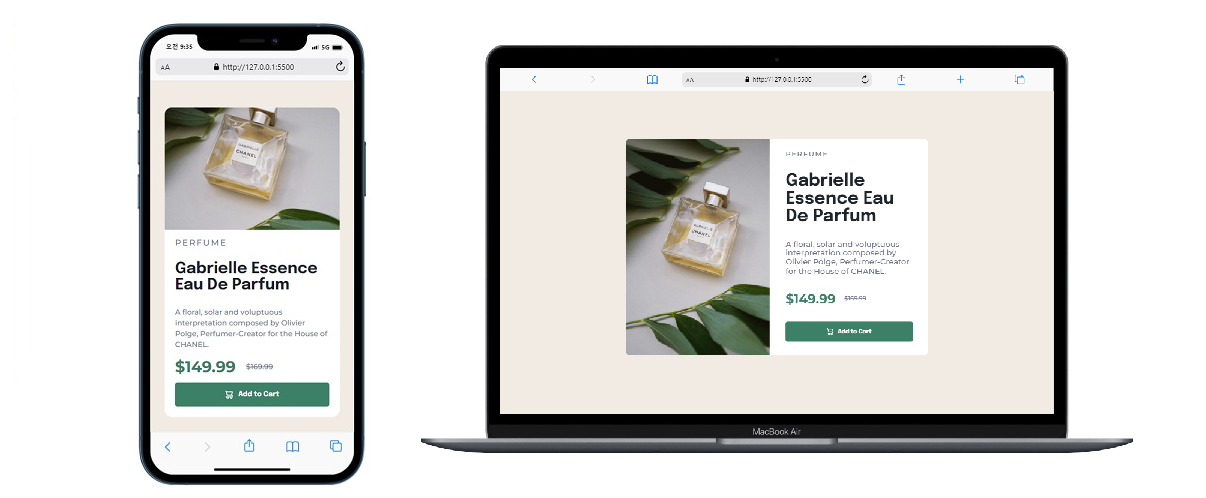 오전 9:35
5G
AA
http://127.0.0.1:5500
GABRIELLE
CHANEL
PERFUME
Gabrielle Essence
Eau De Parfum
A floral, solar and voluptuous
interpretation composed by Olivier
Polge, Perfumer-Creator for the House of
CHANEL.
$149.99 $169.99
Add to Cart
AA
http://127.0.0.1:5500
GABRIELLE
CHANEL
PERFUME
Gabrielle
Essence Eau
De Parfum
A floral, solar and voluptuous
interpretation composed by
Olivier Polge, Perfumer-Creator
for the House of CHANEL.
$149.99 $169.99
Add to Cart
MacBook Air